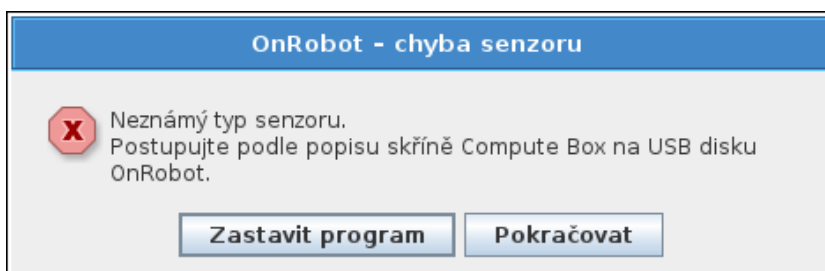 OnRobot - chyba senzoru
Neznámý typ senzoru.
Postupujte podle popisu skříně Compute Box na USB disku
OnRobot.
Zastavit program Pokračovat